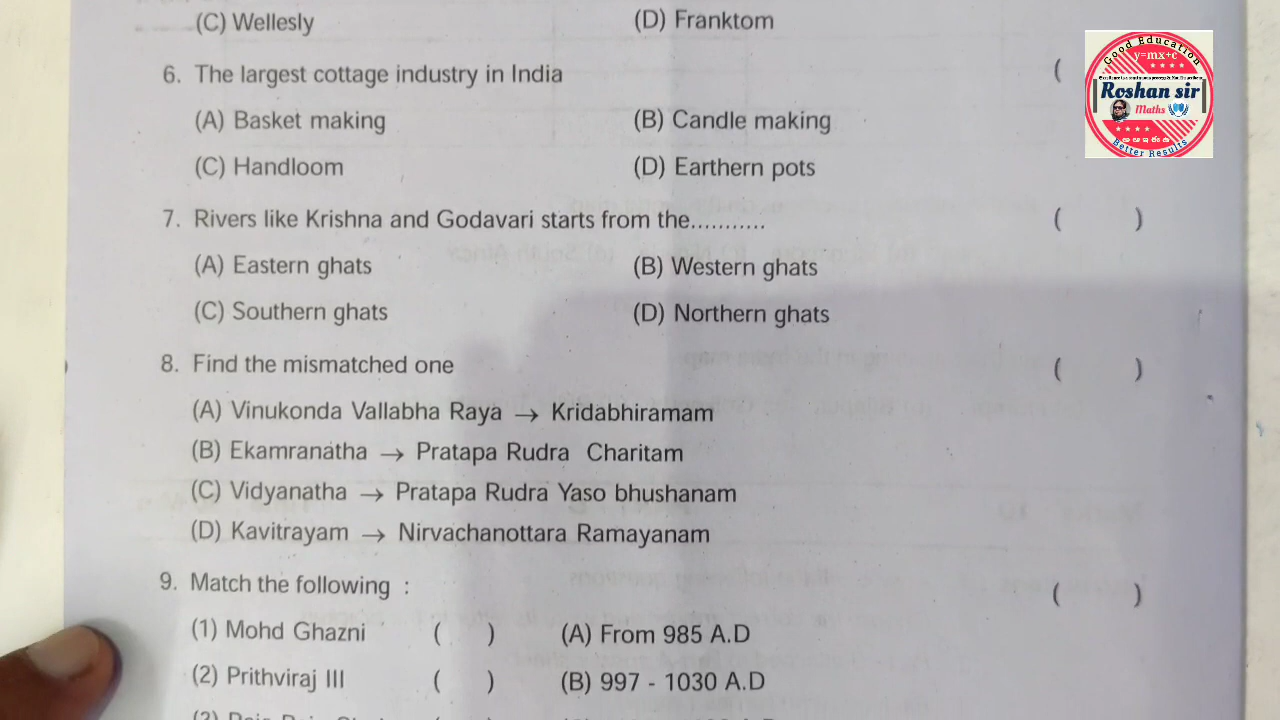 (C) Wellesly (D) Franktom
6. The largest cottage industry in India (
(A) Basket making (B) Candle making
(C) Handloom (D) Earthern pots
7. Rivers like Krishna and Godavari starts from the........... ( )
(A) Eastern ghats (B) Western ghats
(C) Southern ghats (D) Northern ghats
8. Find the mismatched one ( )
(A) Vinukonda Vallabha Raya → Kridabhiramam
(B) Ekamranatha → Pratapa Rudra Charitam
(C) Vidyanatha → Pratapa Rudra Yaso bhushanam
(D) Kavitrayam → Nirvachanottara Ramayanam
9. Match the following : ( )
(1) Mohd Ghazni ( ) (A) From 985 A.D
(2) Prithviraj III ( ) (B) 997 - 1030 A.D
Good Education
y=mx+c
Roshan sir
Maths
Better Results